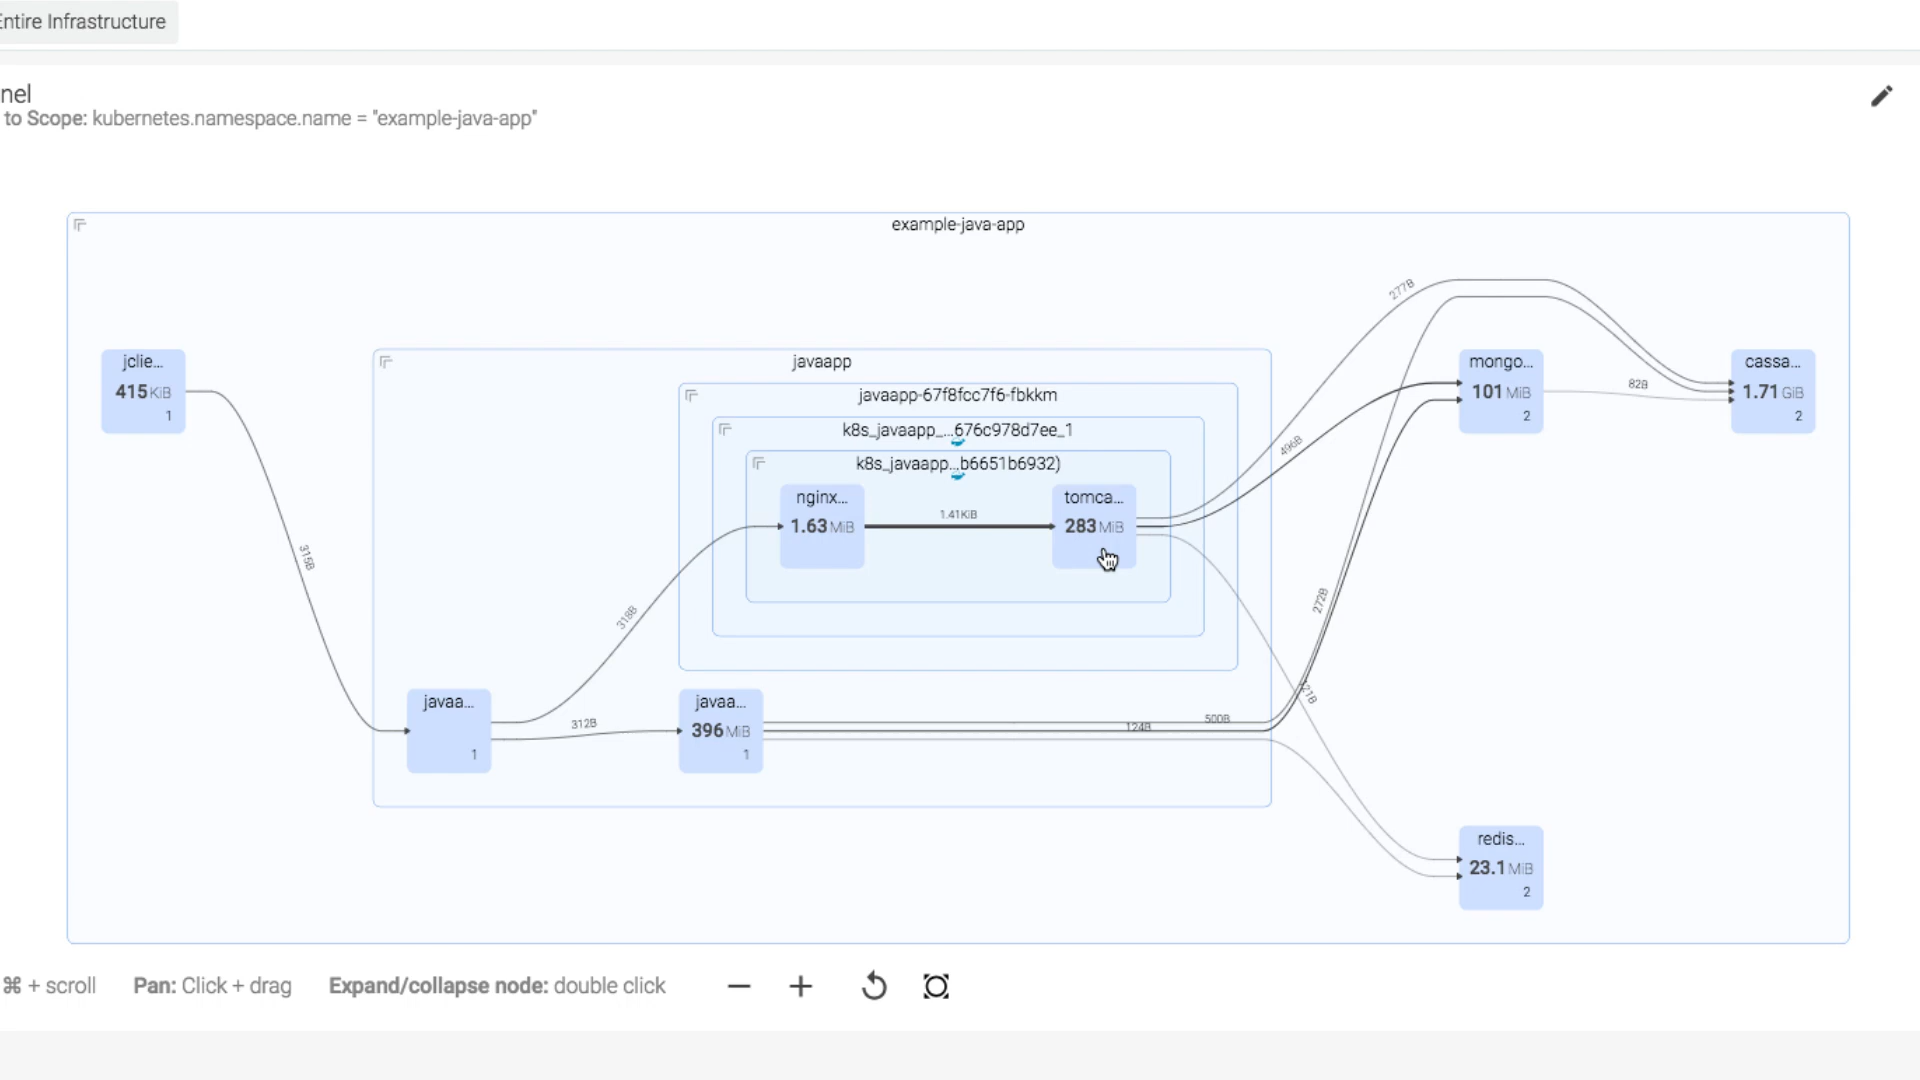 Entire Infrastructure
nel
to Scope: kubernetes.namespace.name = "example-java-app"
example-java-app
277B
jclie...
415 KiB
1
javaapp
javaapp-67f8fcc7f6-fbkkm
k8s_javaapp_...676c978d7ee_1
k8s_javaapp...b6651b6932)
nginx...
1.63 MiB
1.41KiB
tomca...
283 MiB
mongo...
101 MiB
2
82B
cassa...
1.71 GiB
2
496B
315B
318B
272B
javaa...
1
312B
javaa...
396 MiB
1
124B
500B
21B
redis...
23.1 MiB
2
⌘ + scroll
Pan: Click + drag
Expand/collapse node: double click